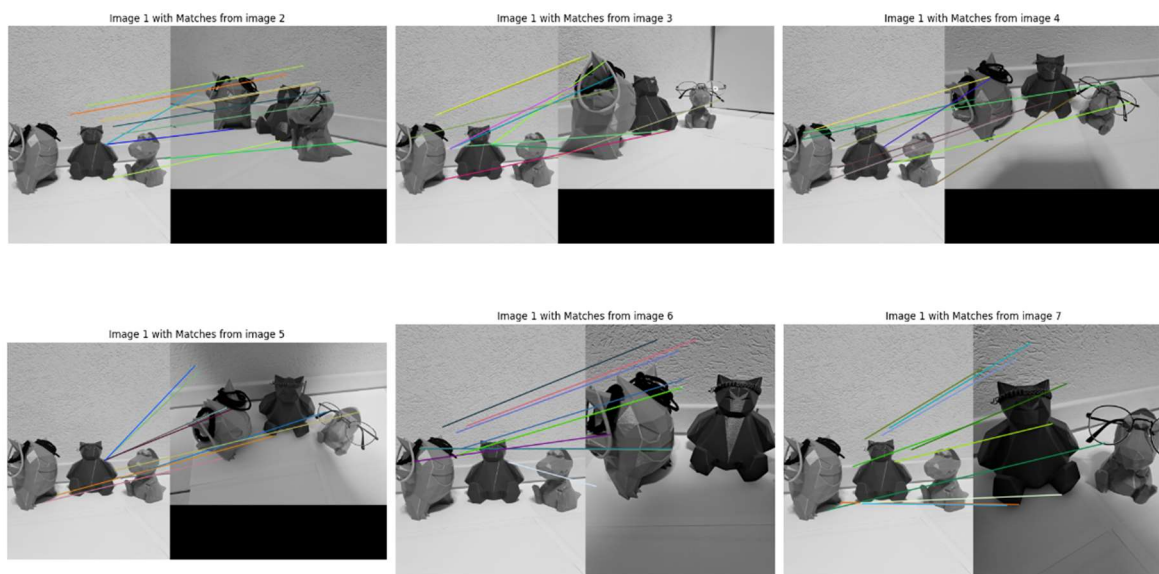 Image 1 with Matches from image 2
Image 1 with Matches from image 3
Image 1 with Matches from image 4
Image 1 with Matches from image 5
Image 1 with Matches from image 6
Image 1 with Matches from image 7